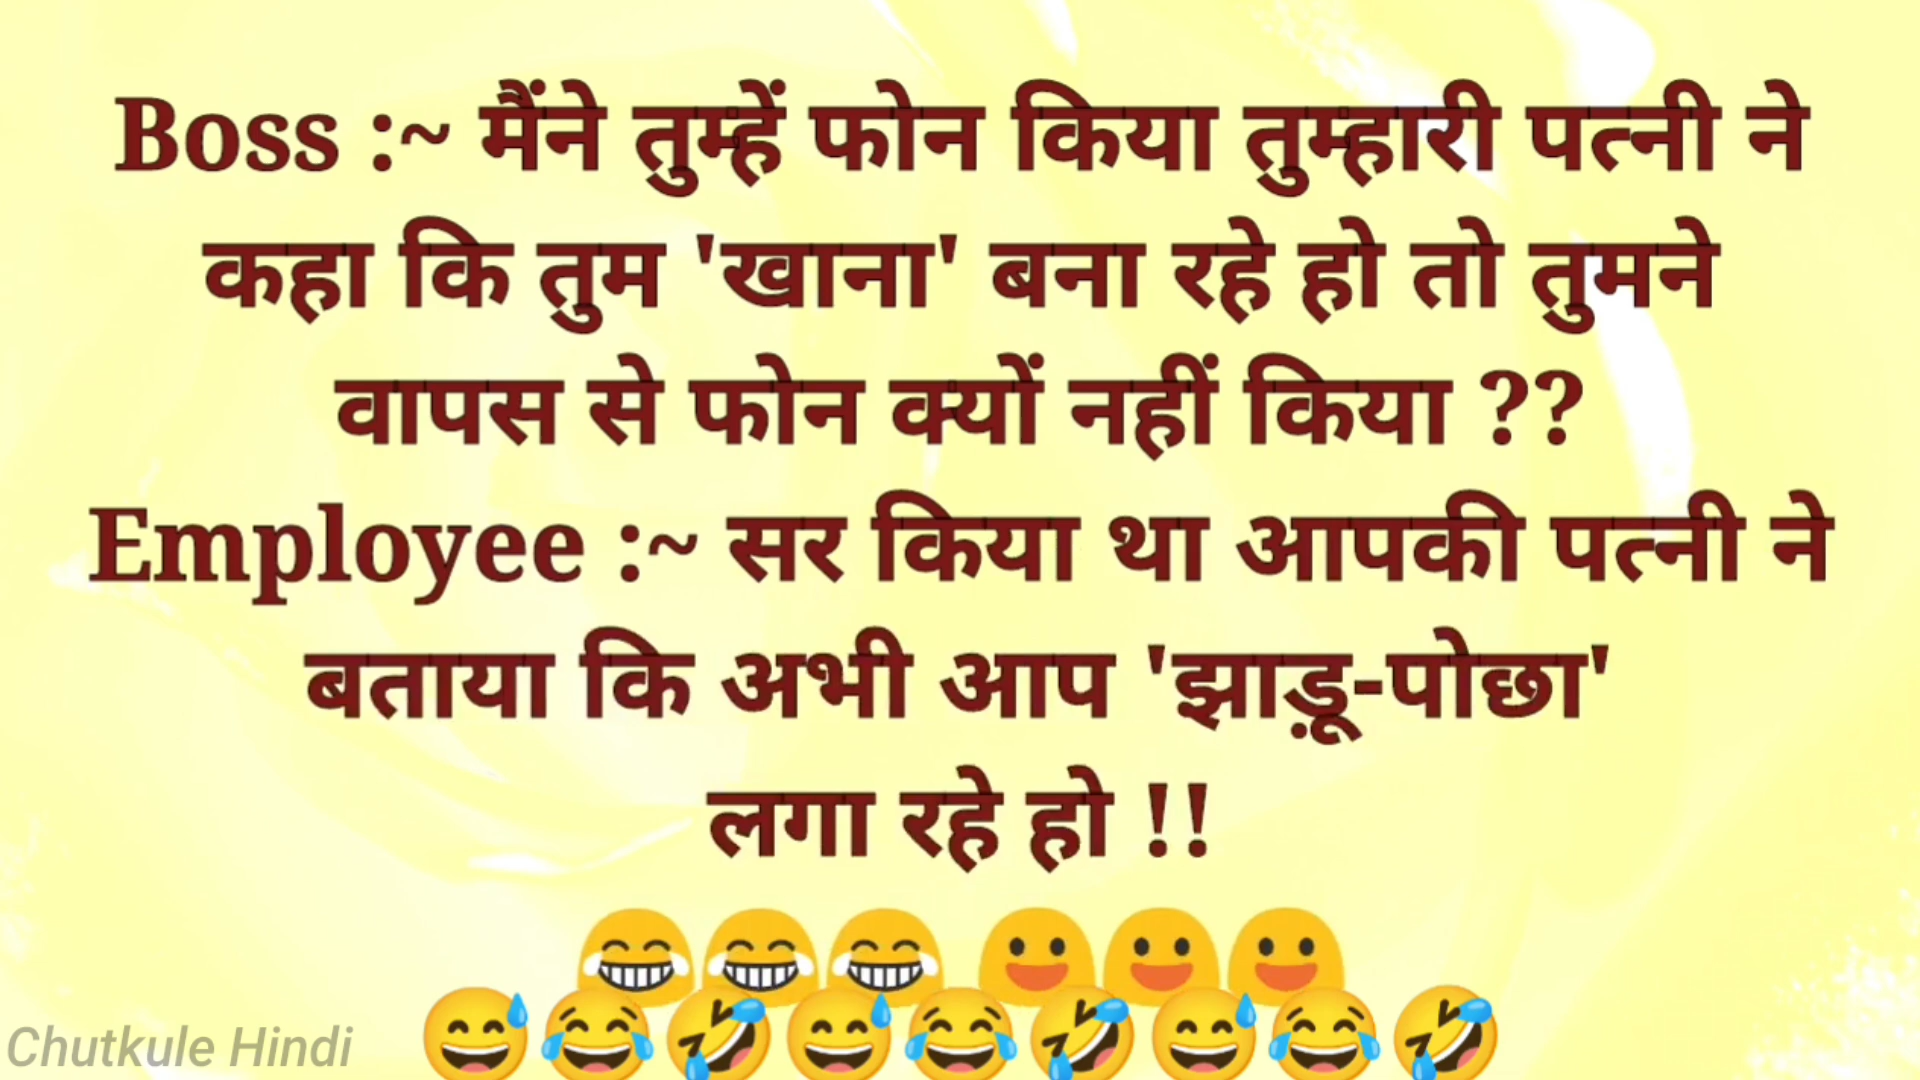 Boss :~ मैंने तुम्हें फोन किया तुम्हारी पत्नी ने
कहा कि तुम 'खाना' बना रहे हो तो तुमने
वापस से फोन क्यों नहीं किया ??
Employee :~ सर किया था आपकी पत्नी ने
बताया कि अभी आप 'झाड़ू-पोछा'
लगा रहे हो !!
😂😂😂 😃😃😃
😅😂🤣😅😂🤣😅😂🤣
Chutkule Hindi